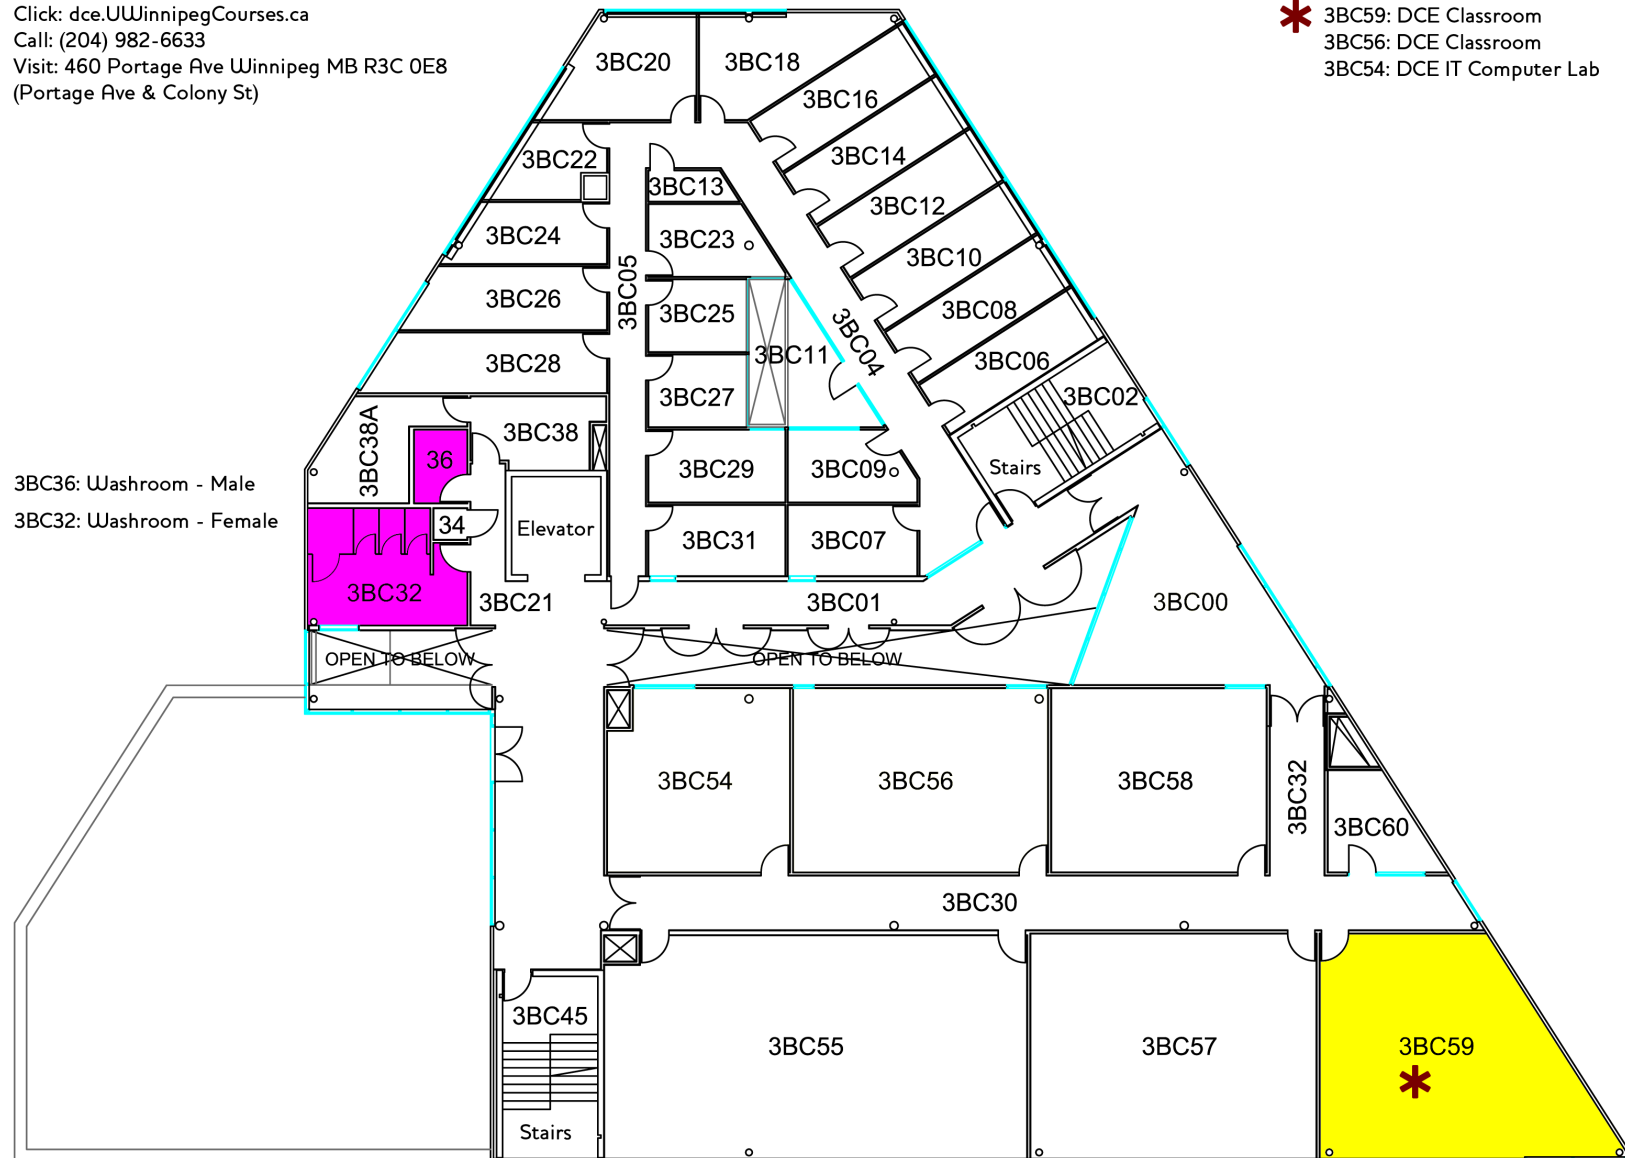 Click: dce.UWinnipegCourses.ca
Call: (204) 982-6633
Visit: 460 Portage Ave Winnipeg MB R3C 0E8
(Portage Ave & Colony St)
3BC59: DCE Classroom
3BC56: DCE Classroom
3BC54: DCE IT Computer Lab
3BC20
3BC18
3BC16
3BC22
3BC14
3BC13
3BC12
3BC24
3BC23
3BC10
3BC05
3BC26
3BC25
3BC08
3BC04
3BC11
3BC28
3BC06
3BC27
3BC02
3BC38A
3BC38
36
3BC29
3BC09
Stairs
3BC36: Washroom - Male
3BC32: Washroom - Female
34
Elevator
3BC31
3BC07
3BC32
3BC21
3BC01
3BC00
OPEN TO BELOW
OPEN TO BELOW
3BC54
3BC56
3BC58
3BC32
3BC60
3BC30
3BC45
3BC55
3BC57
3BC59
Stairs